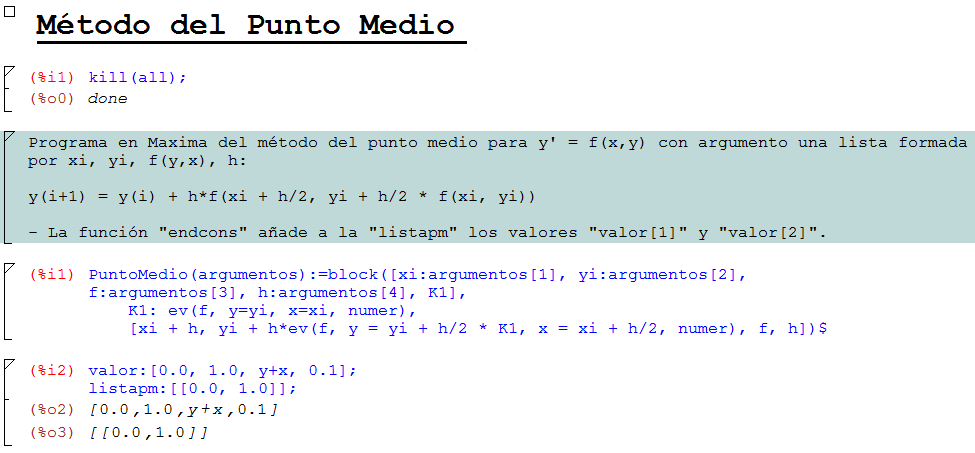 Método del Punto Medio
(%i1) kill(all);
(%o0) done
Programa en Maxima del método del punto medio para y' = f(x,y) con argumento una lista formada
por xi, yi, f(y,x), h:
y(i+1) = y(i) + h*f(xi + h/2, yi + h/2 * f(xi, yi))
- La función "endcons" añade a la "listapm" los valores "valor[1]" y "valor[2]".
(%i1) PuntoMedio(argumentos):=block([xi:argumentos[1], yi:argumentos[2],
f:argumentos[3], h:argumentos[4], K1],
K1: ev(f, y=yi, x=xi, numer),
[xi + h, yi + h*ev(f, y = yi + h/2 * K1, x = xi + h/2, numer), f, h])$
(%i2) valor:[0.0, 1.0, y+x, 0.1];
listapm:[[0.0, 1.0]];
(%o2) [0.0,1.0,y+x,0.1]
(%o3) [[0.0,1.0]]